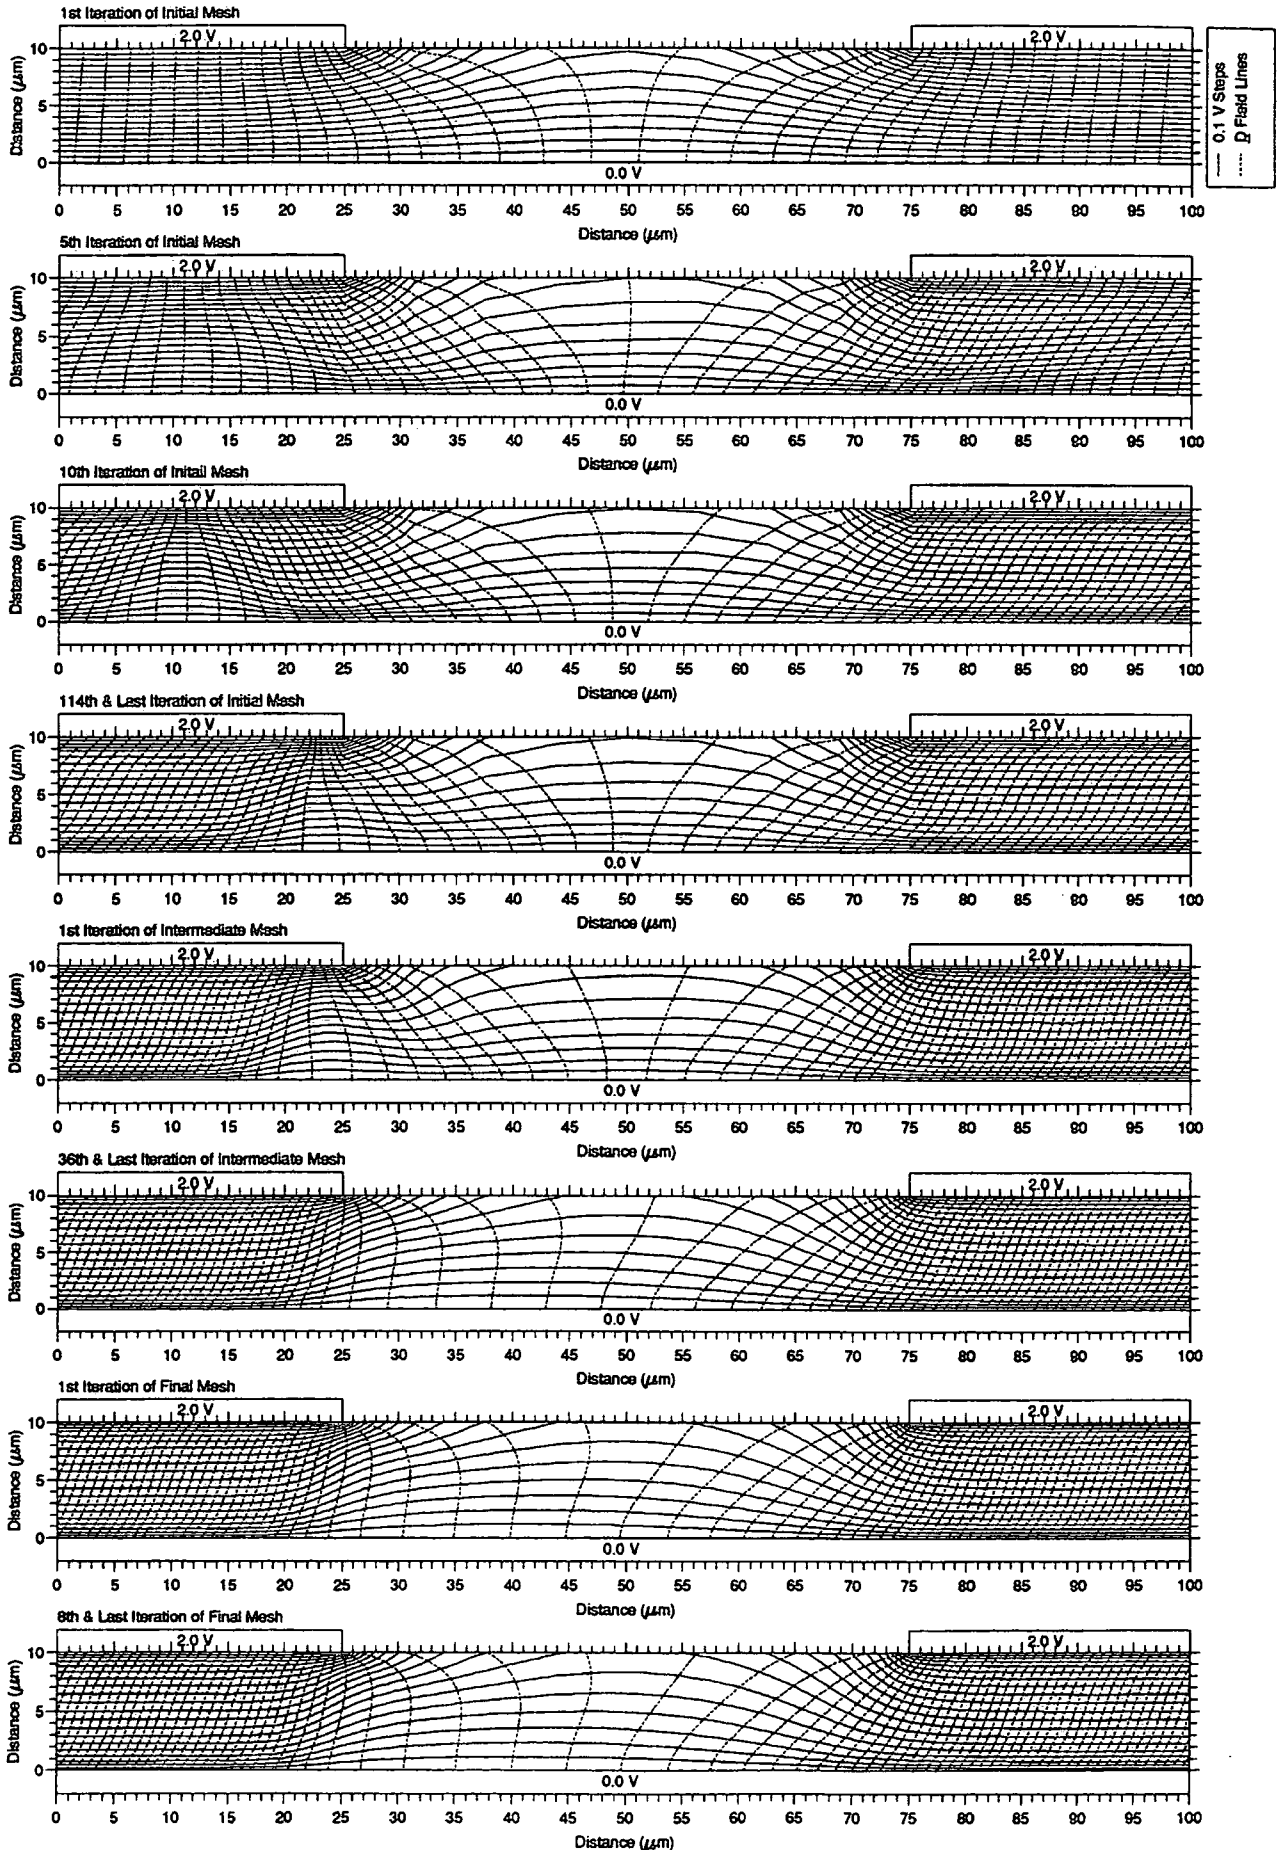 1st Iteration of Initial Mesh
2.0 V 2.0 V
Distance (μm)
10
5
0
0.0 V
0 5 10 15 20 25 30 35 40 45 50 55 60 65 70 75 80 85 90 95 100
Distance (μm)
0.1 V Steps
D Field Lines
5th Iteration of Initial Mesh
2.0 V 2.0 V
Distance (μm)
10
5
0
0.0 V
0 5 10 15 20 25 30 35 40 45 50 55 60 65 70 75 80 85 90 95 100
Distance (μm)
10th Iteration of Initail Mesh
2.0 V 2.0 V
Distance (μm)
10
5
0
0.0 V
0 5 10 15 20 25 30 35 40 45 50 55 60 65 70 75 80 85 90 95 100
Distance (μm)
114th & Last Iteration of Initial Mesh
2.0 V 2.0 V
Distance (μm)
10
5
0
0.0 V
0 5 10 15 20 25 30 35 40 45 50 55 60 65 70 75 80 85 90 95 100
Distance (μm)
1st Iteration of Intermediate Mesh
2.0 V 2.0 V
Distance (μm)
10
5
0
0.0 V
0 5 10 15 20 25 30 35 40 45 50 55 60 65 70 75 80 85 90 95 100
Distance (μm)
36th & Last Iteration of Intermediate Mesh
2.0 V 2.0 V
Distance (μm)
10
5
0
0.0 V
0 5 10 15 20 25 30 35 40 45 50 55 60 65 70 75 80 85 90 95 100
Distance (μm)
1st Iteration of Final Mesh
2.0 V 2.0 V
Distance (μm)
10
5
0
0.0 V
0 5 10 15 20 25 30 35 40 45 50 55 60 65 70 75 80 85 90 95 100
Distance (μm)
8th & Last Iteration of Final Mesh
2.0 V 2.0 V
Distance (μm)
10
5
0
0.0 V
0 5 10 15 20 25 30 35 40 45 50 55 60 65 70 75 80 85 90 95 100
Distance (μm)